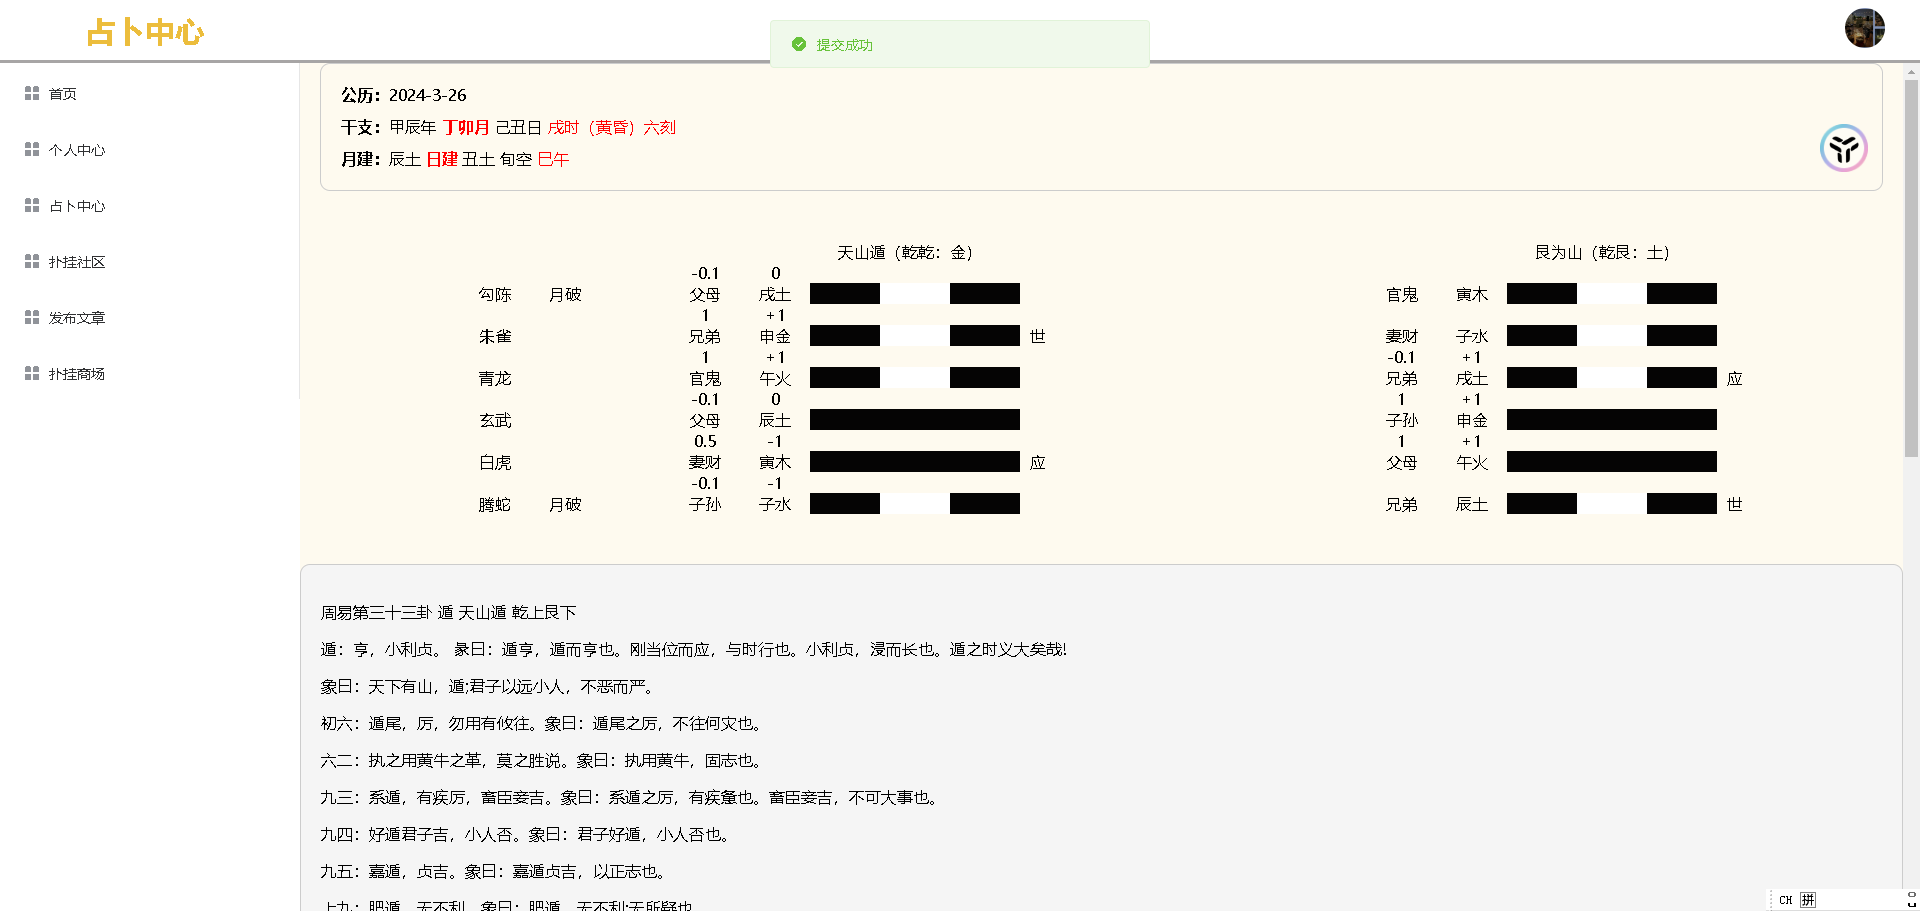 占卜中心
提交成功
首页
个人中心
占卜中心
扑挂社区
发布文章
扑挂商场
公历：2024-3-26
干支：甲辰年 丁卯月 己丑日 戌时（黄昏）六刻
月建：辰土 日建 丑土 旬空 巳午
天山遁（乾乾：金）
-0.1 0
勾陈 月破 父母 戌土
1 +1
朱雀 兄弟 申金 世
1 +1
青龙 官鬼 午火
-0.1 0
玄武 父母 辰土
0.5 -1
白虎 妻财 寅木 应
-0.1 -1
腾蛇 月破 子孙 子水
艮为山（乾艮：土）
官鬼 寅木
妻财 子水
-0.1 +1
兄弟 戌土 应
1 +1
子孙 申金
1 +1
父母 午火
兄弟 辰土 世
周易第三十三卦 遁 天山遁 乾上艮下
遁：亨，小利贞。 彖曰：遁亨，遁而亨也。刚当位而应，与时行也。小利贞，浸而长也。遁之时义大矣哉!
象曰：天下有山，遁;君子以远小人，不恶而严。
初六：遁尾，厉，勿用有攸往。象曰：遁尾之厉，不往何灾也。
六二：执之用黄牛之革，莫之胜说。象曰：执用黄牛，固志也。
九三：系遁，有疾厉，畜臣妾吉。象曰：系遁之厉，有疾惫也。畜臣妾吉，不可大事也。
九四：好遁君子吉，小人否。象曰：君子好遁，小人否也。
九五：嘉遁，贞吉。象曰：嘉遁贞吉，以正志也。
上九：肥遁，无不利。象曰：肥遁，无不利;无所疑也。
CH 拼